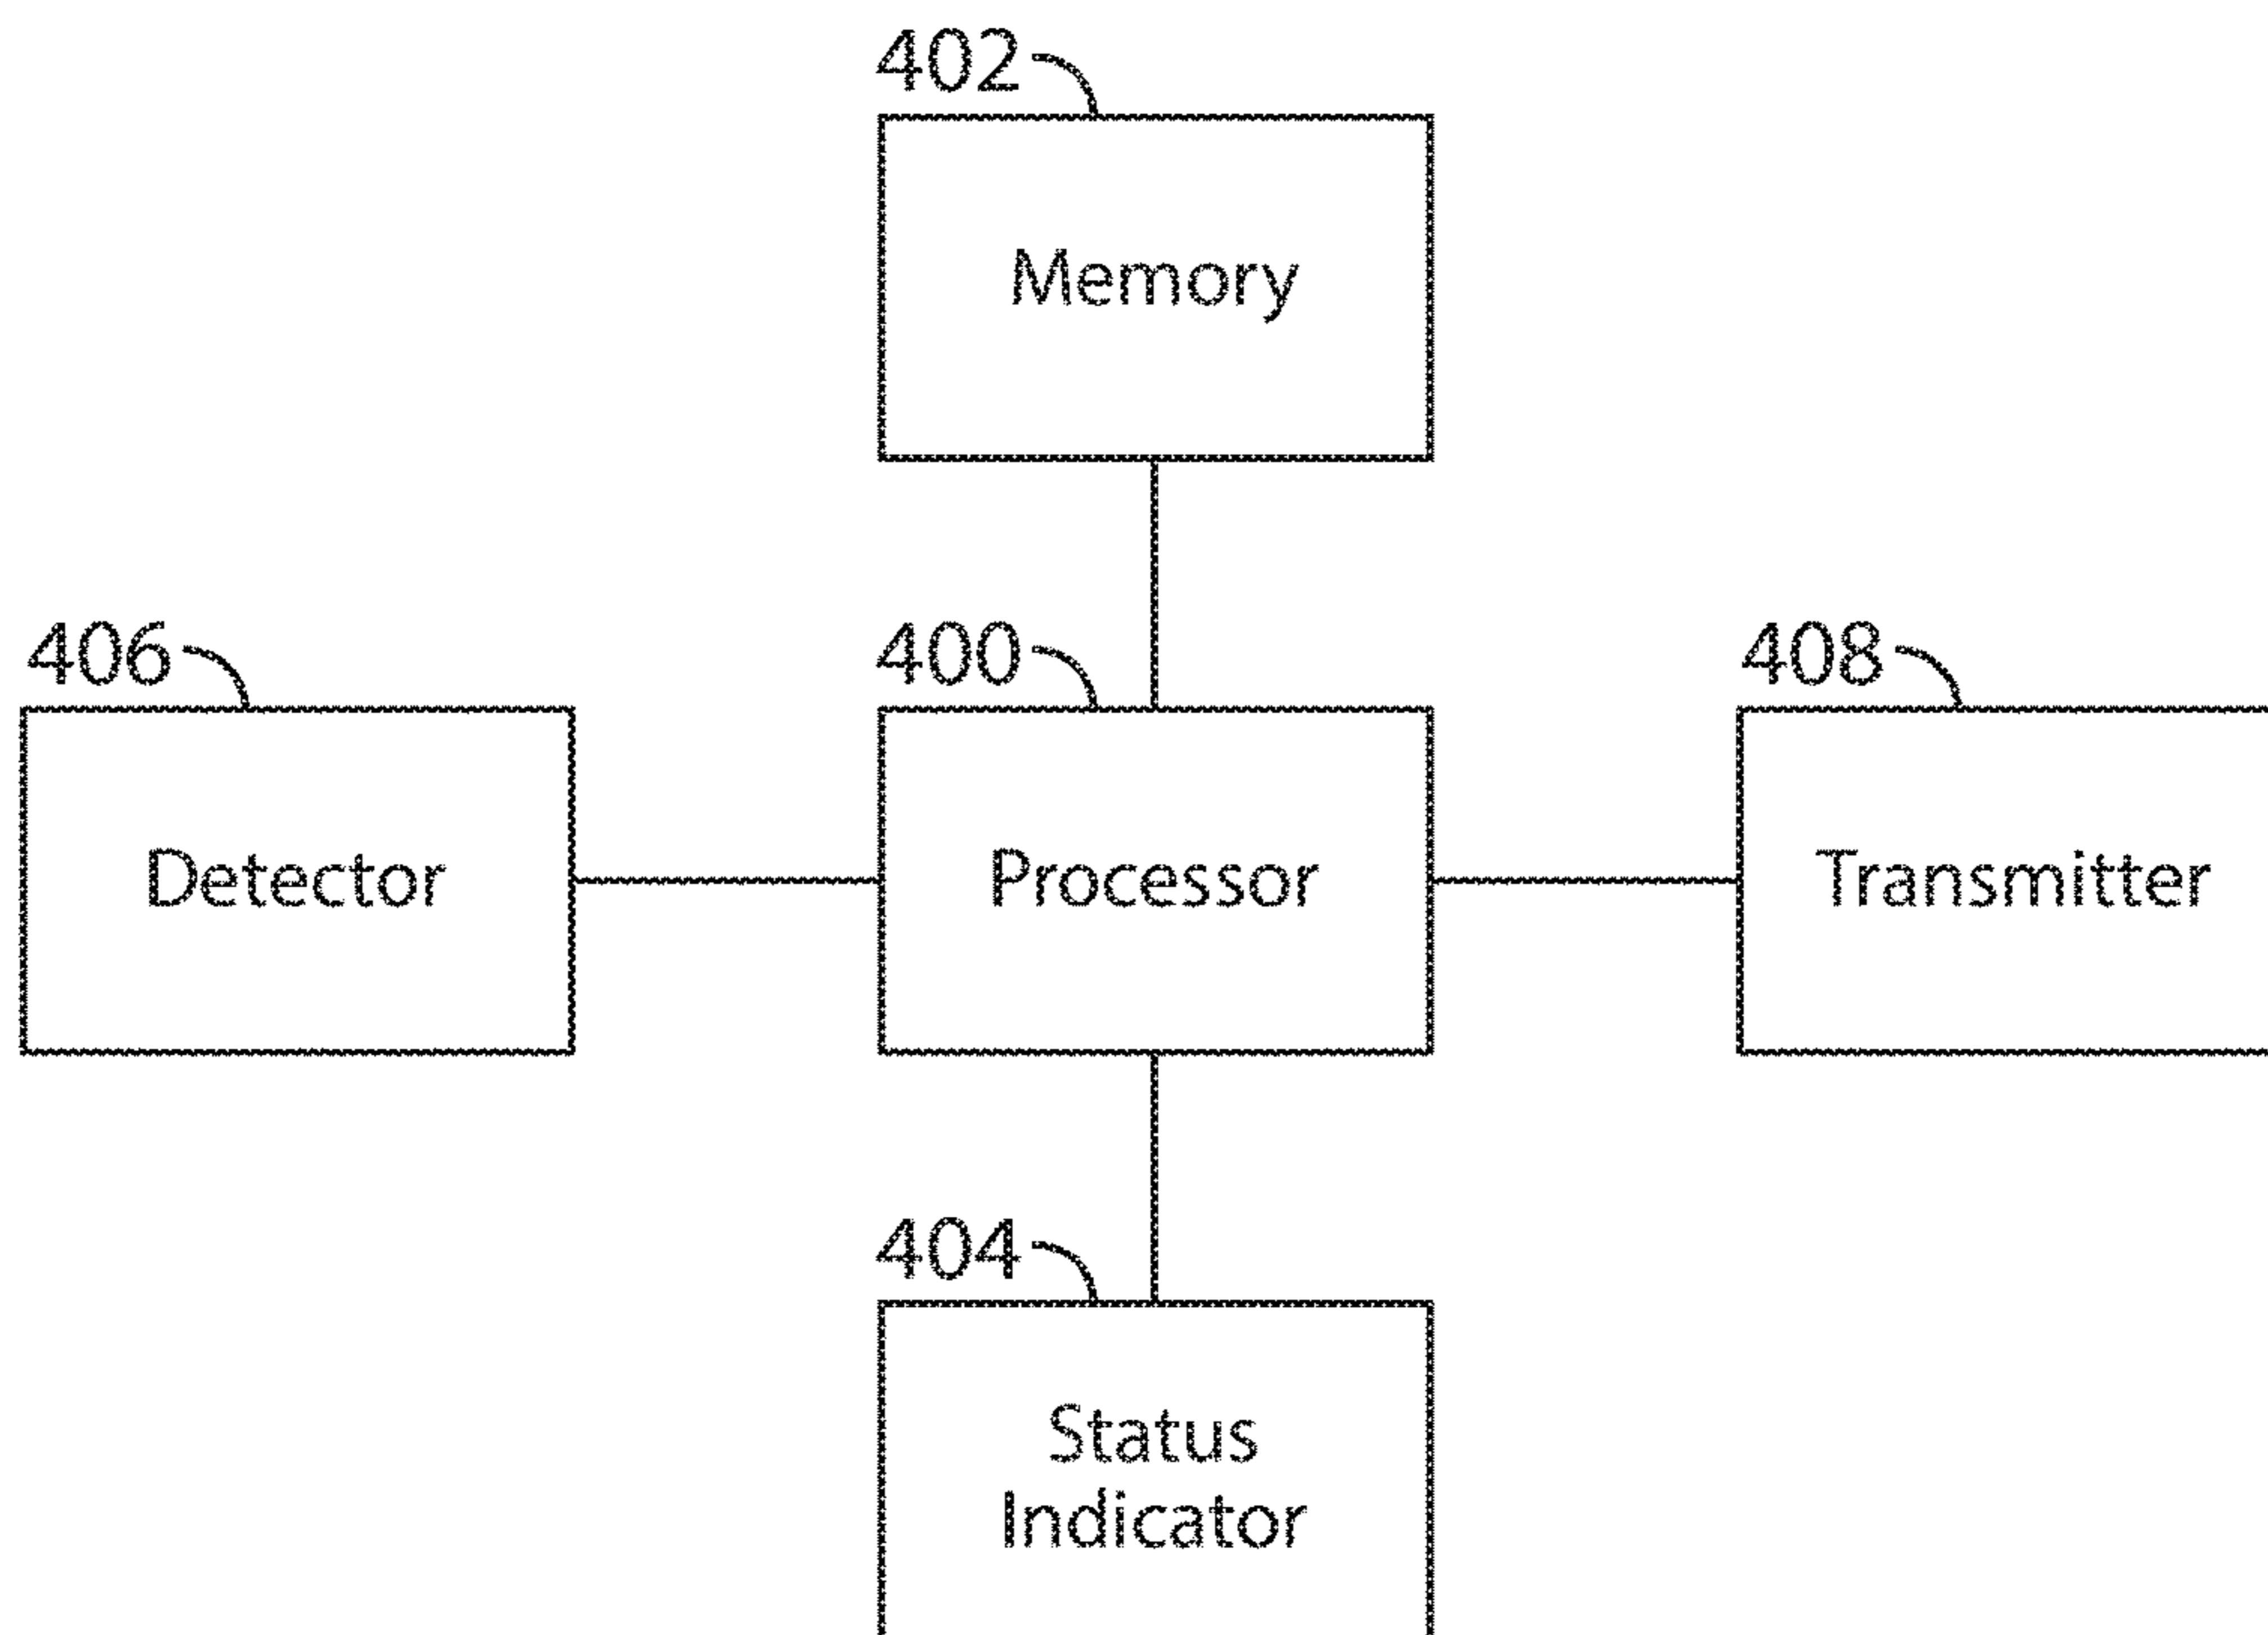 402
Memory
406
400
408
Detector
Processor
Transmitter
404
Status
Indicator